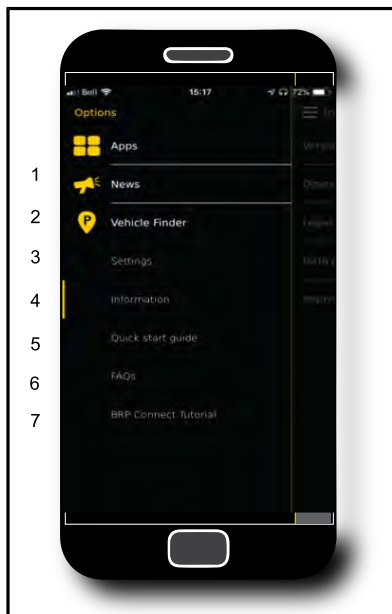 Bell 15:17 72%
Options
Apps
1 News
2 P Vehicle Finder
3 Settings
4 Information
5 Quick start guide
6 FAQs
7 BRP Connect Tutorial